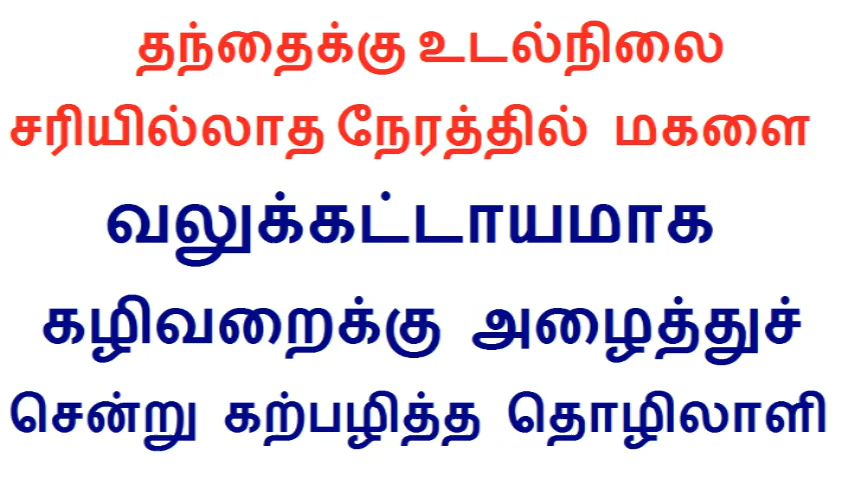 தந்தைக்கு உடல்நிலை
சரியில்லாத நேரத்தில் மகளை
வலுக்கட்டாயமாக
கழிவறைக்கு அழைத்துச்
சென்று கற்பழித்த தொழிலாளி